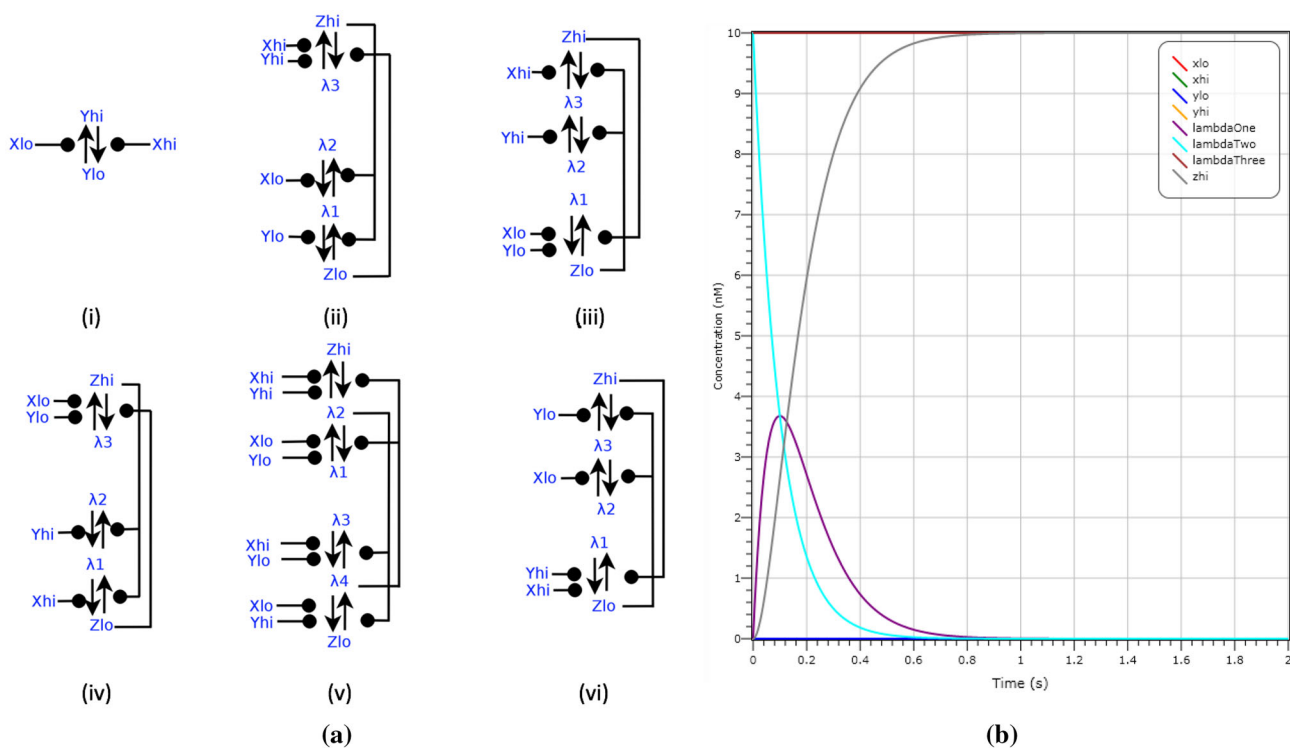 Yhi
Xlo
Xhi
Ylo
(i)
Zhi
Xhi
Yhi
λ3
λ2
Xlo
λ1
Ylo
Zlo
(ii)
Zhi
Xhi
λ3
Yhi
λ2
λ1
Xlo
Ylo
Zlo
(iii)
Zhi
Xlo
Ylo
λ3
λ2
Yhi
λ1
Xhi
Zlo
(iv)
Zhi
Xhi
Yhi
λ2
Xlo
Ylo
λ1
λ3
Xhi
Ylo
λ4
Xlo
Yhi
Zlo
(v)
Zhi
Ylo
λ3
Xlo
λ2
λ1
Yhi
Xhi
Zlo
(vi)
(a)
10
9
8
7
6
5
4
3
2
1
0
Concentration (nM)
xlo
xhi
ylo
yhi
lambdaOne
lambdaTwo
lambdaThree
zhi
0 0.2 0.4 0.6 0.8 1 1.2 1.4 1.6 1.8 2
Time (s)
(b)